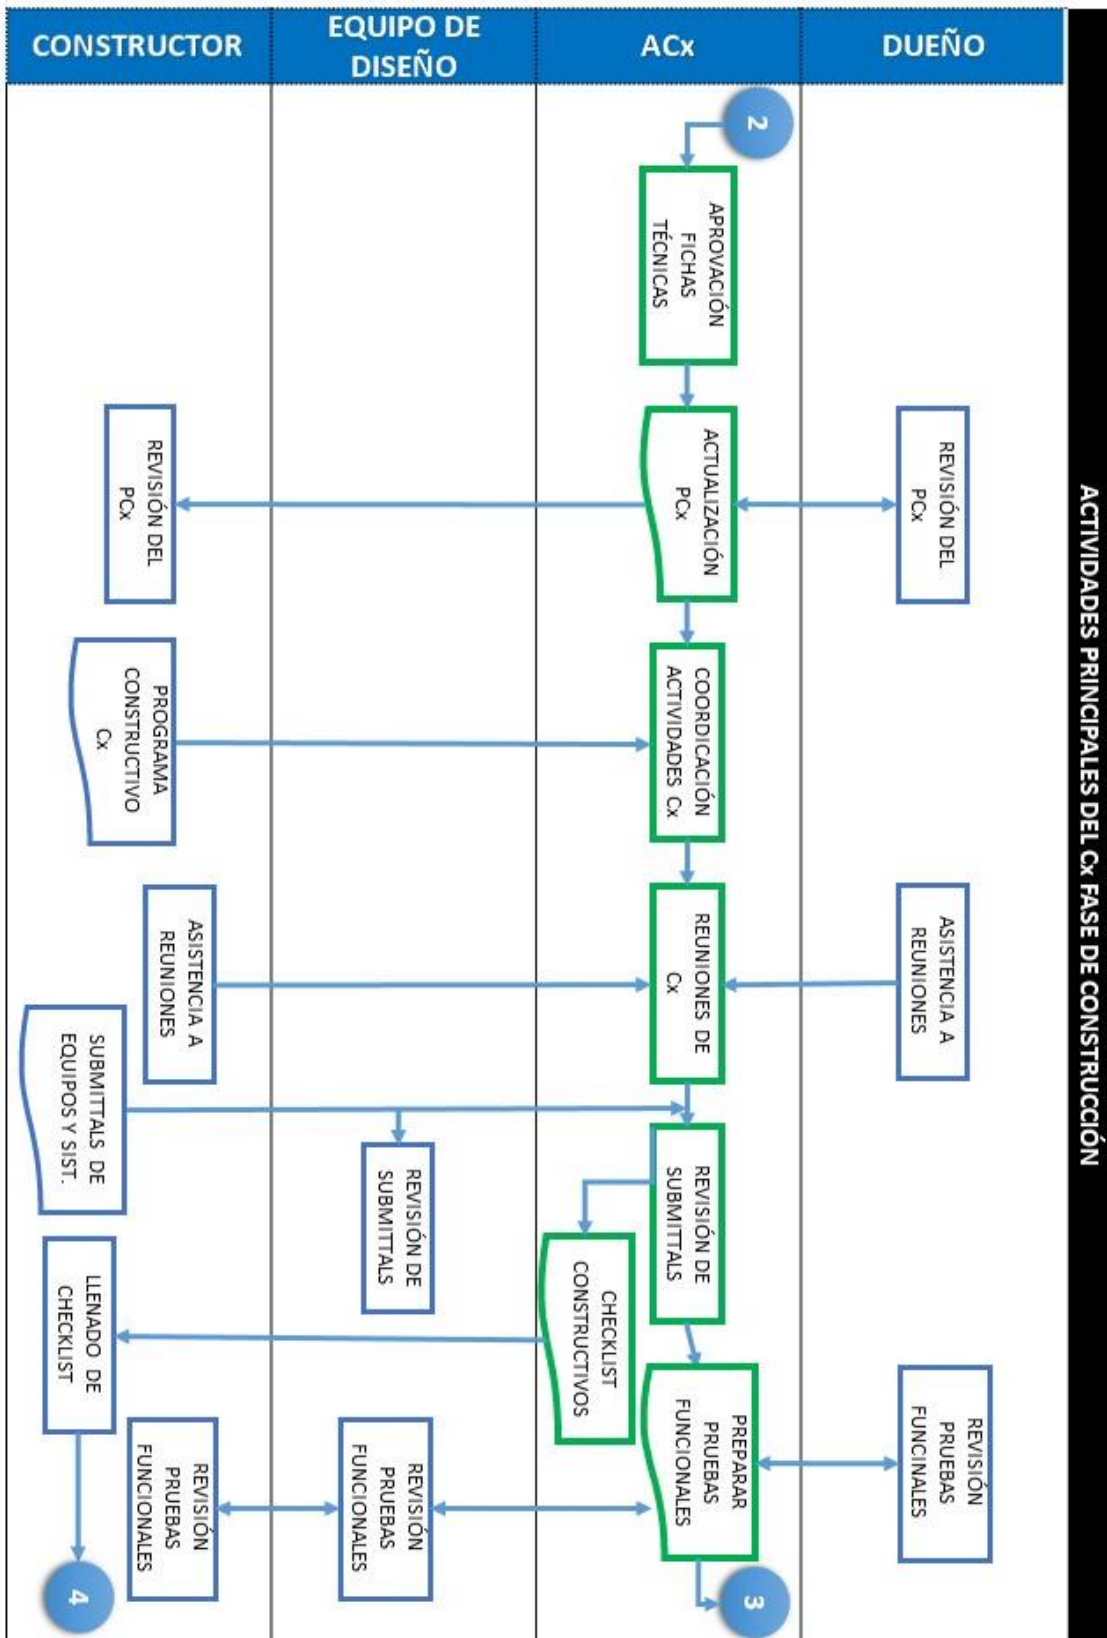 ACTIVIDADES PRINCIPALES DEL Cx FASE DE CONSTRUCCIÓN
CONSTRUCTOR
EQUIPO DE
DISEÑO
ACx
DUEÑO
2
APROVACIÓN
FICHAS
TÉCNICAS
REVISIÓN DEL
PCx
ACTUALIZACIÓN
PCx
REVISIÓN DEL
PCx
PROGRAMA
CONSTRUCTIVO
Cx
COORDICACIÓN
ACTIVIDADES Cx
ASISTENCIA A
REUNIONES
REUNIONES DE
Cx
ASISTENCIA A
REUNIONES
SUBMITTALS DE
EQUIPOS Y SIST.
REVISIÓN DE
SUBMITTALS
REVISIÓN DE
SUBMITTALS
CHECKLIST
CONSTRUCTIVOS
LLENADO DE
CHECKLIST
REVISIÓN
PRUEBAS
FUNCIONALES
REVISIÓN
PRUEBAS
FUNCIONALES
PREPARAR
PRUEBAS
FUNCIONALES
REVISIÓN
PRUEBAS
FUNCINALES
4
3